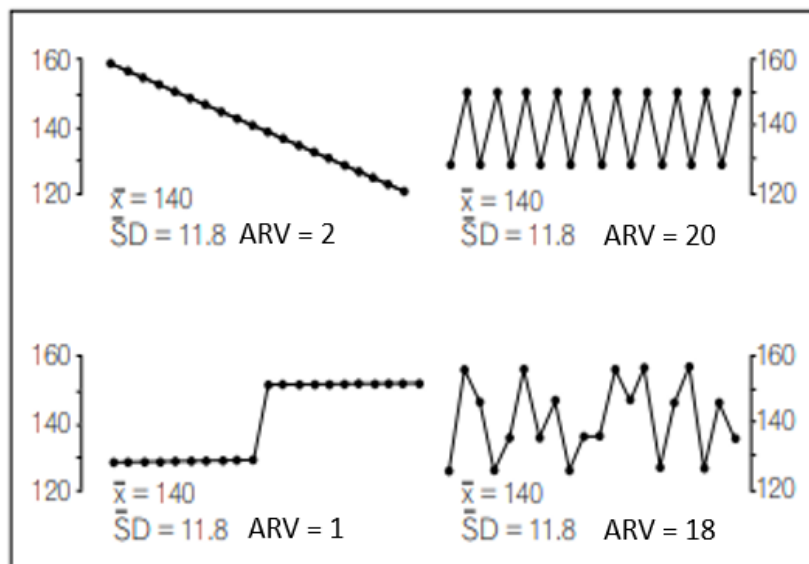 160
140
120
x̄ = 140
S̄D = 11.8 ARV = 2
160
140
120
x̄ = 140
S̄D = 11.8 ARV = 20
160
140
120
x̄ = 140
S̄D = 11.8 ARV = 1
160
140
120
x̄ = 140
S̄D = 11.8 ARV = 18